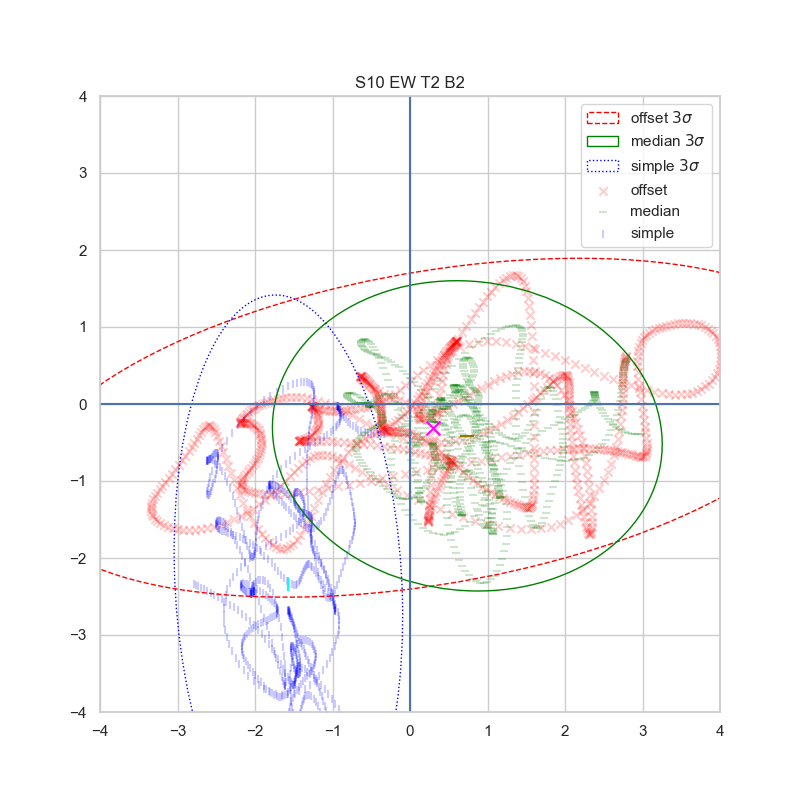 S10 EW T2 B2
offset 3σ
median 3σ
simple 3σ
offset
median
simple
4
3
2
1
0
−1
−2
−3
−4
−4 −3 −2 −1 0 1 2 3 4